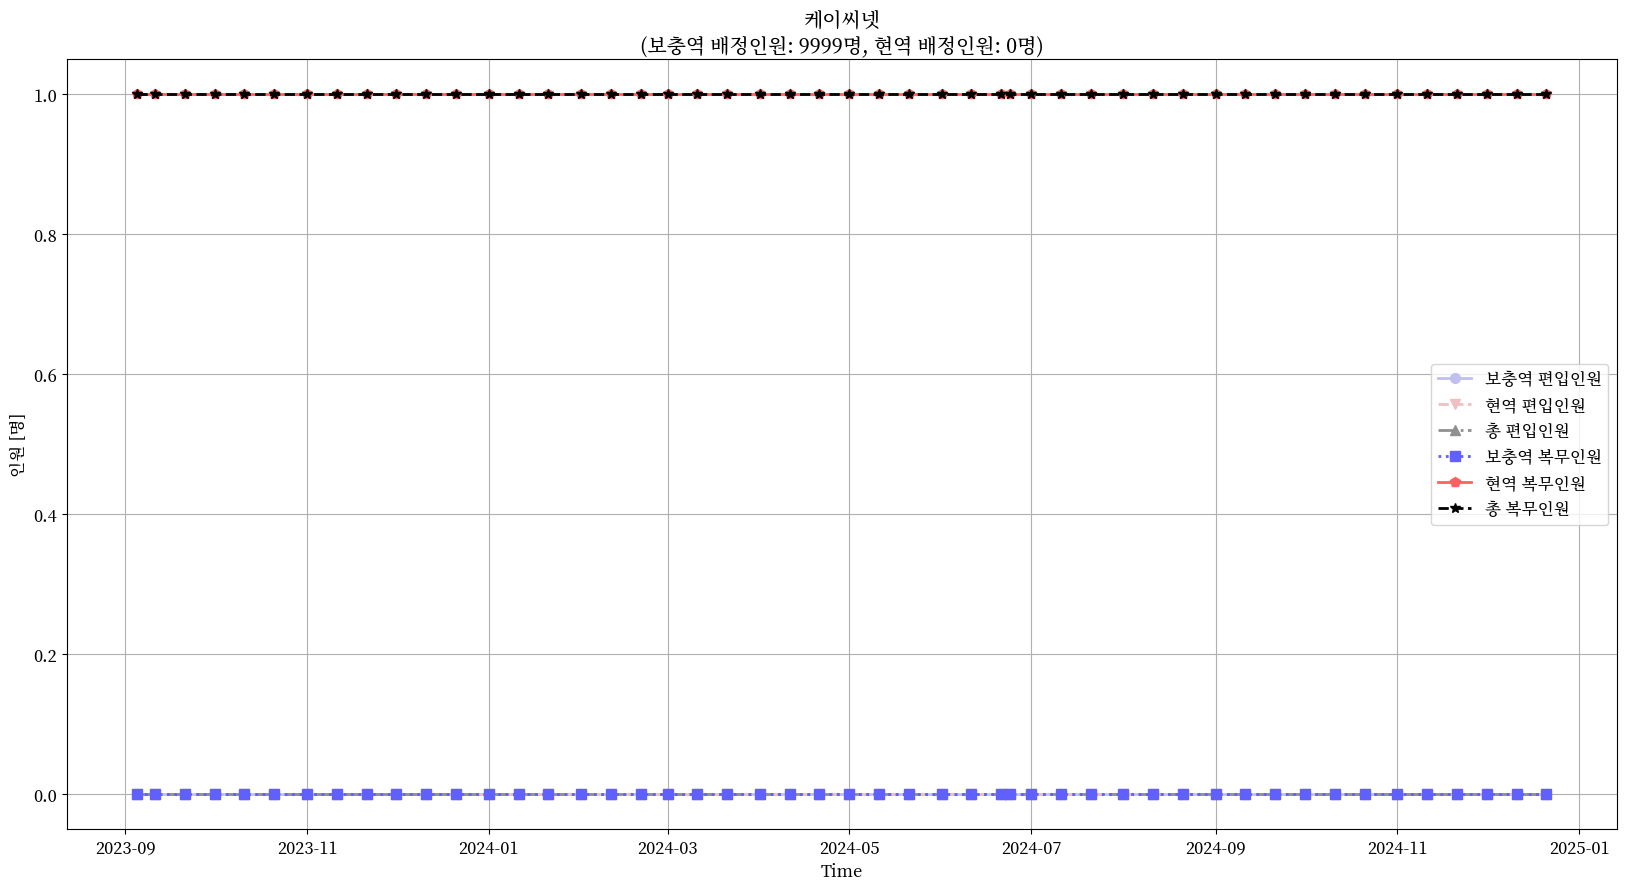 케이씨넷
(보충역 배정인원: 9999명, 현역 배정인원: 0명)
1.0
0.8
0.6
0.4
0.2
0.0
인원 [명]
보충역 편입인원
현역 편입인원
총 편입인원
보충역 복무인원
현역 복무인원
총 복무인원
2023-09 2023-11 2024-01 2024-03 2024-05 2024-07 2024-09 2024-11 2025-01
Time